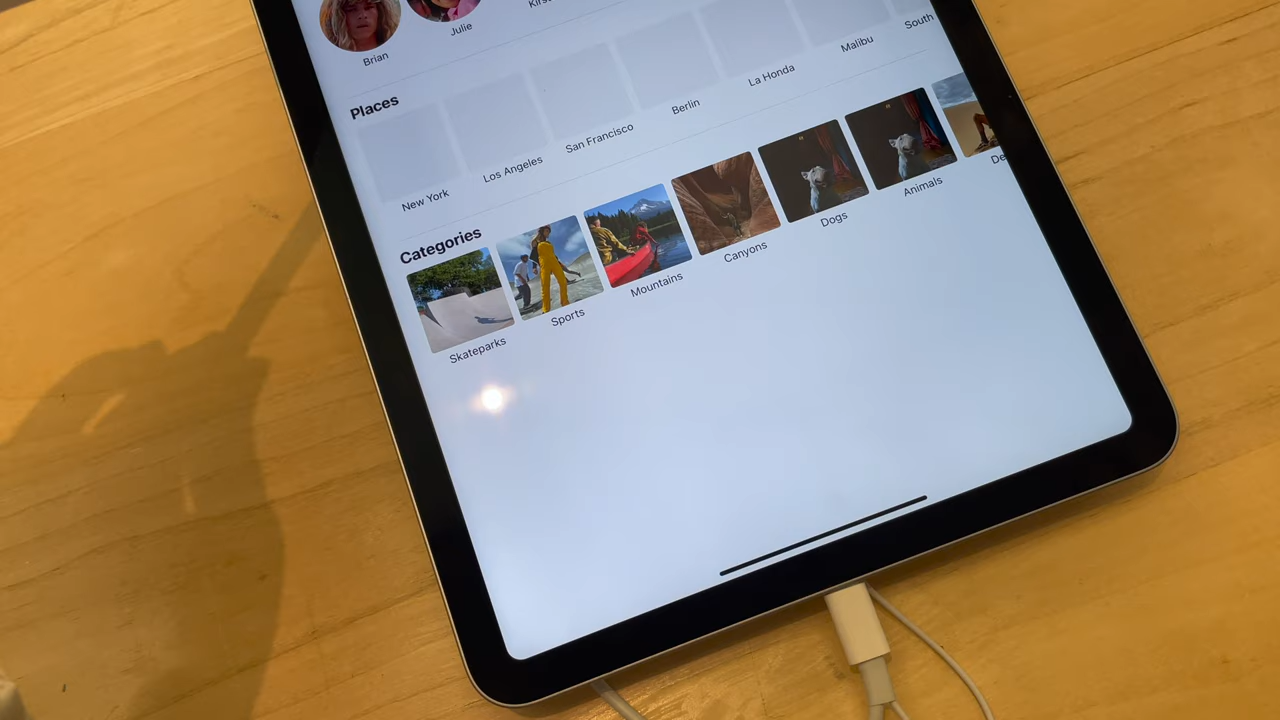 Brian
Julie
Places
New York
Los Angeles
San Francisco
Berlin
La Honda
Malibu
South
Categories
Skateparks
Sports
Mountains
Canyons
Dogs
Animals